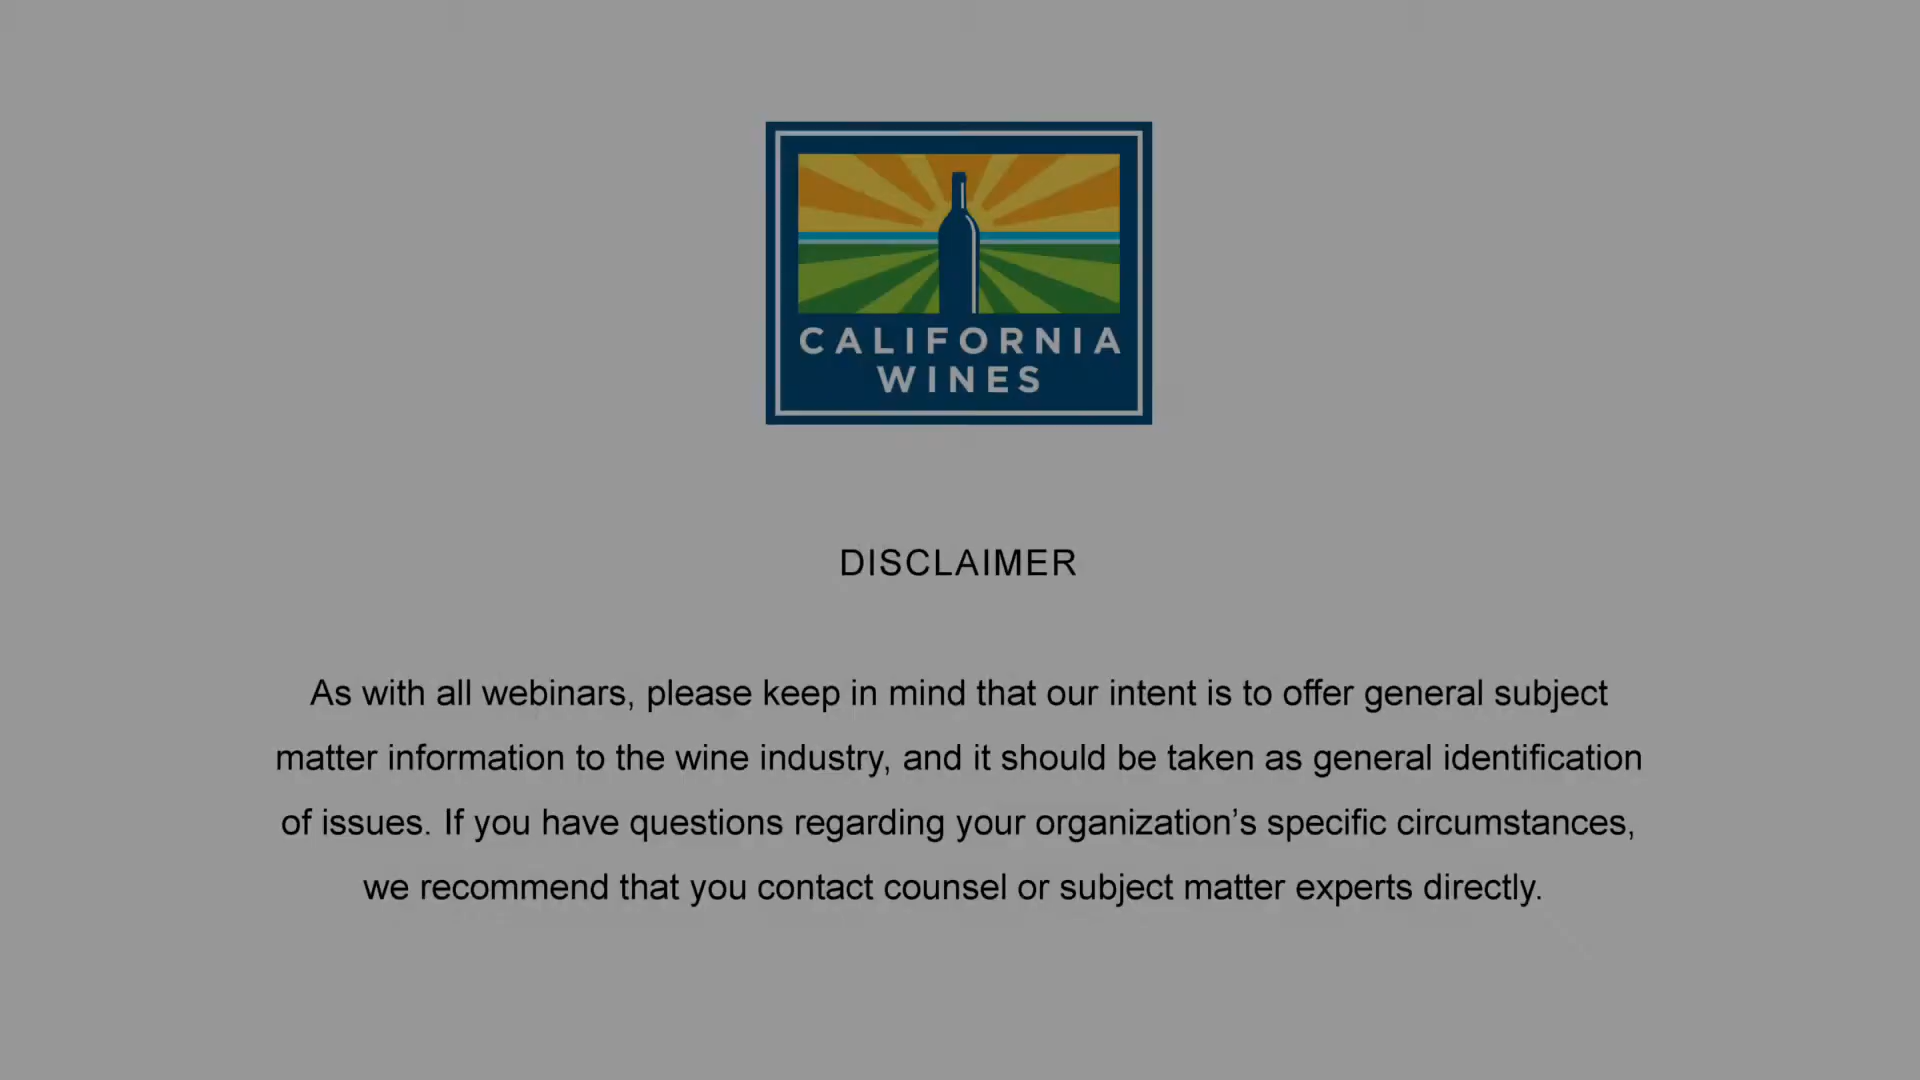 CALIFORNIA
WINES
DISCLAIMER
As with all webinars, please keep in mind that our intent is to offer general subject
matter information to the wine industry, and it should be taken as general identification
of issues. If you have questions regarding your organization’s specific circumstances,
we recommend that you contact counsel or subject matter experts directly.